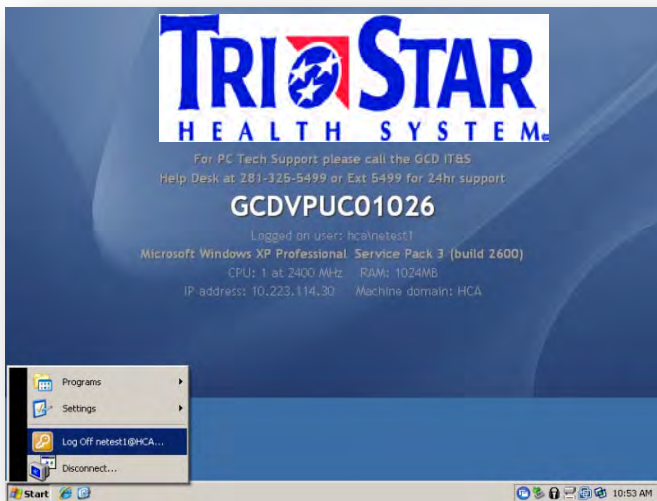 TRISTAR
HEALTH SYSTEM
For PC Tech Support please call the GCD IT&S
Help Desk at 281-325-5499 or Ext 5499 for 24hr support
GCDVPUC01026
Logged on user: hca\netest1
Microsoft Windows XP Professional Service Pack 3 (build 2600)
CPU: 1 at 2400 MHz RAM: 1024MB
IP address: 10.223.114.30 Machine domain: HCA
Programs
Settings
Log Off netest1@HCA...
Disconnect...
Start
10:53 AM